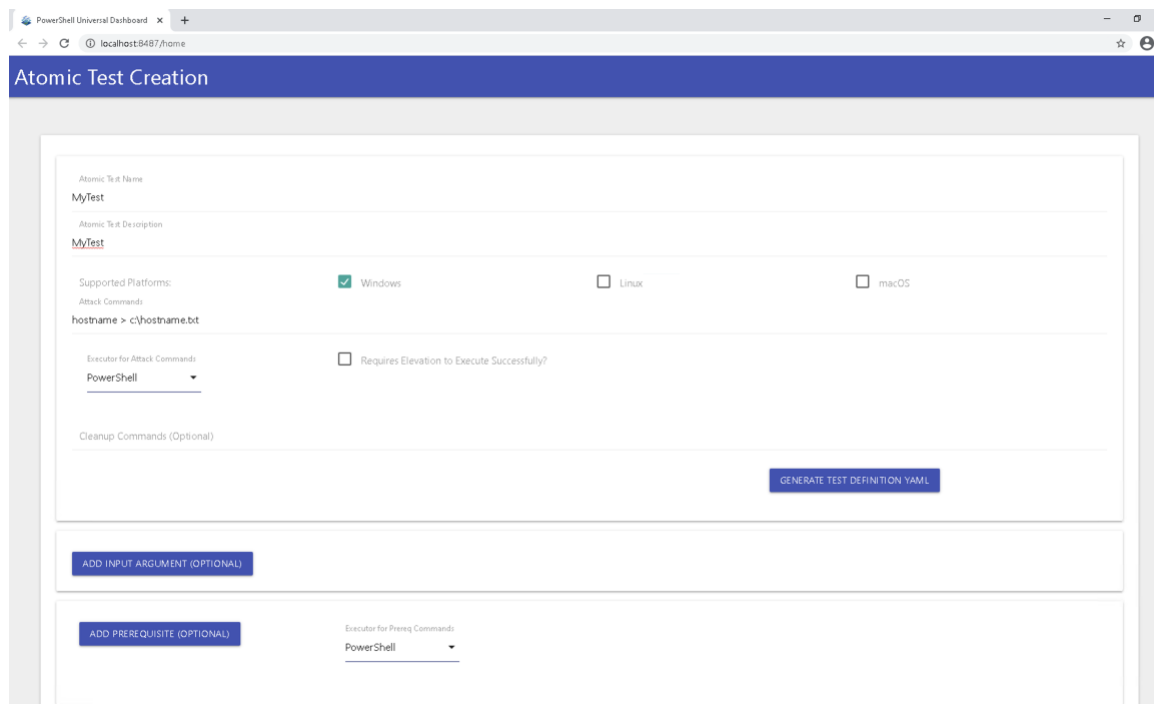 PowerShell Universal Dashboard
localhost:8487/home
Atomic Test Creation
Atomic Test Name
MyTest
Atomic Test Description
MyTest
Supported Platforms: Windows Linux macOS
Attack Commands
hostname > c:\hostname.txt
Executor for Attack Commands Requires Elevation to Execute Successfully?
PowerShell
Cleanup Commands (Optional)
GENERATE TEST DEFINITION YAML
ADD INPUT ARGUMENT (OPTIONAL)
ADD PREREQUISITE (OPTIONAL) Executor for Prereq Commands
PowerShell